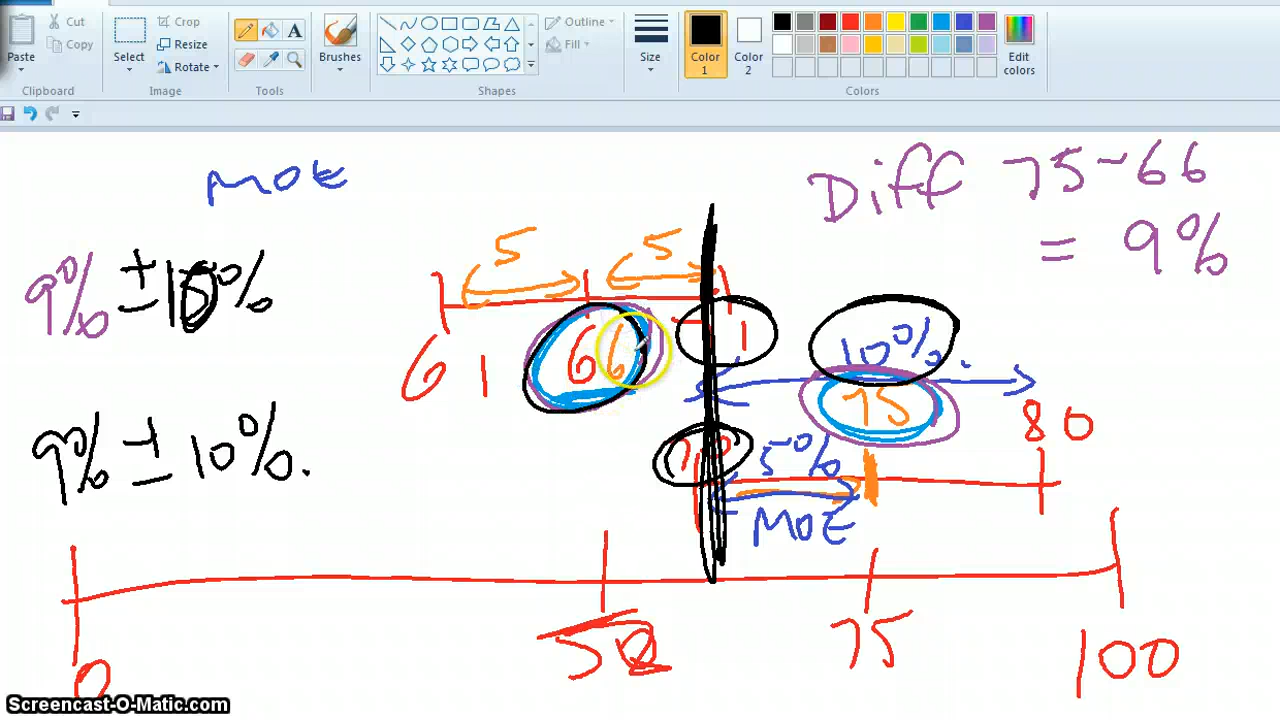 Paste
Cut
Copy
Clipboard
Select
Crop
Resize
Rotate
Image
Tools
Brushes
Shapes
Outline
Fill
Size
Color 1
Color 2
Colors
Edit colors
MOE
Diff 75-66
= 9%
9% ± 10%
5 5
61 66 1
10%.
75
80
5%
MOE
9% ± 10%.
0 50 75 100
Screencast-O-Matic.com